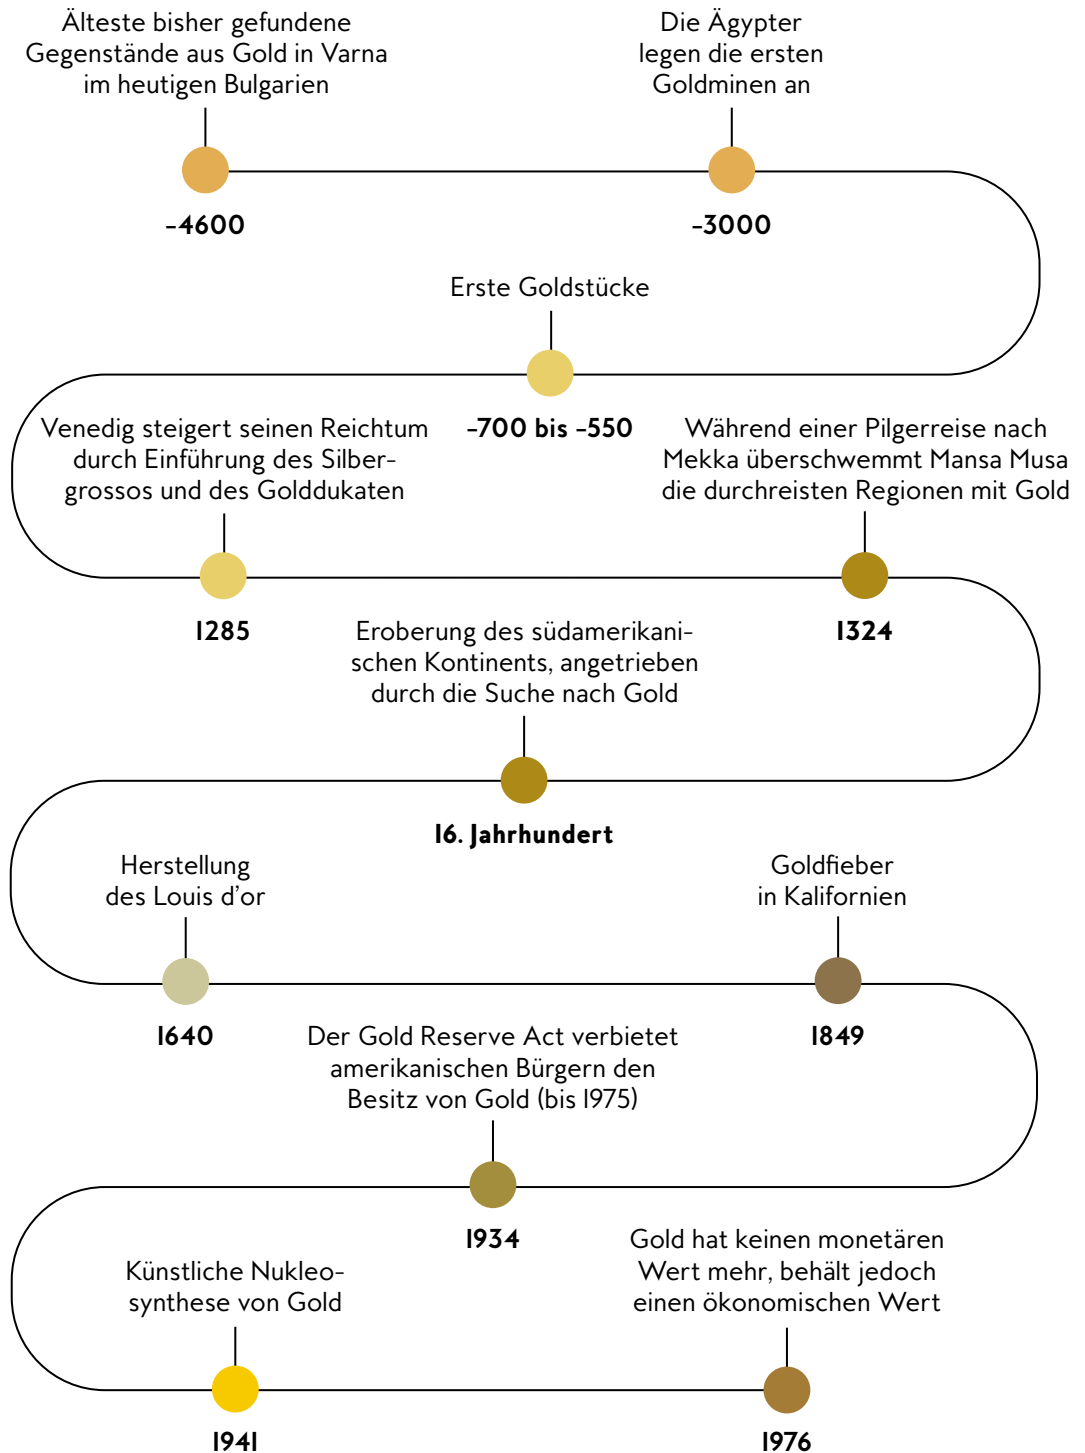 Älteste bisher gefundene
Gegenstände aus Gold in Varna
im heutigen Bulgarien
-4600
Die Ägypter
legen die ersten
Goldminen an
-3000
Erste Goldstücke
-700 bis -550
Venedig steigert seinen Reichtum
durch Einführung des Silber-
grossos und des Golddukaten
1285
Während einer Pilgerreise nach
Mekka überschwemmt Mansa Musa
die durchreisten Regionen mit Gold
1324
Eroberung des südamerikani-
schen Kontinents, angetrieben
durch die Suche nach Gold
16. Jahrhundert
Herstellung
des Louis d'or
1640
Goldfieber
in Kalifornien
1849
Der Gold Reserve Act verbietet
amerikanischen Bürgern den
Besitz von Gold (bis 1975)
1934
Künstliche Nukleo-
synthese von Gold
1941
Gold hat keinen monetären
Wert mehr, behält jedoch
einen ökonomischen Wert
1976